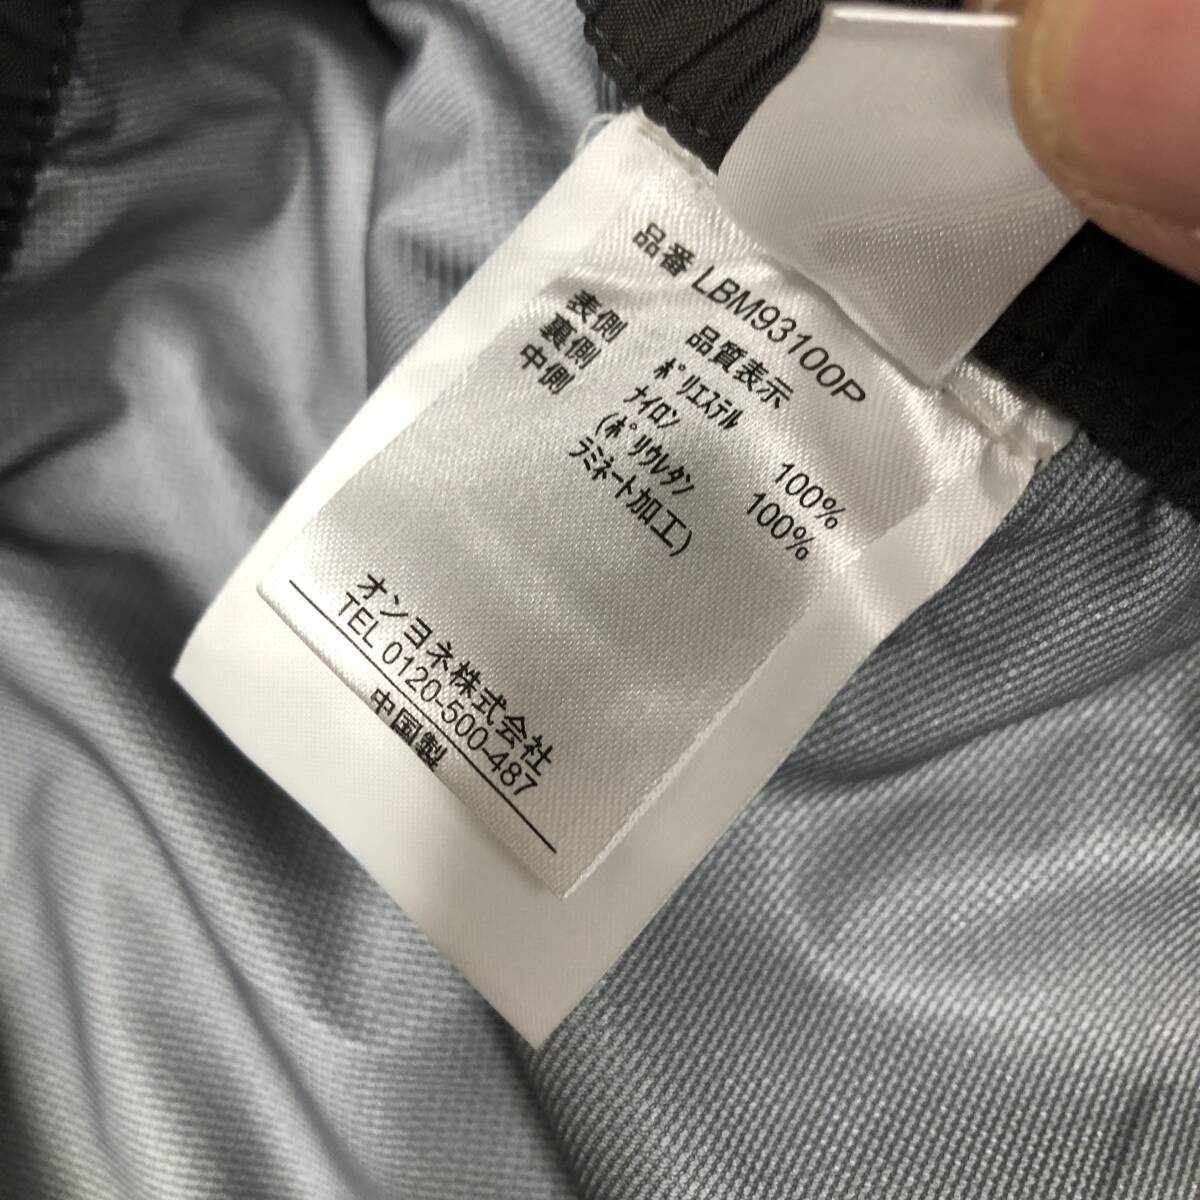 品番 LBM93100P
品質表示
表側 ポリエステル 100%
裏側 ナイロン 100%
中側 (ポリウレタン
ラミネート加工)
オンヨネ株式会社
TEL 0120-500-487
中国製